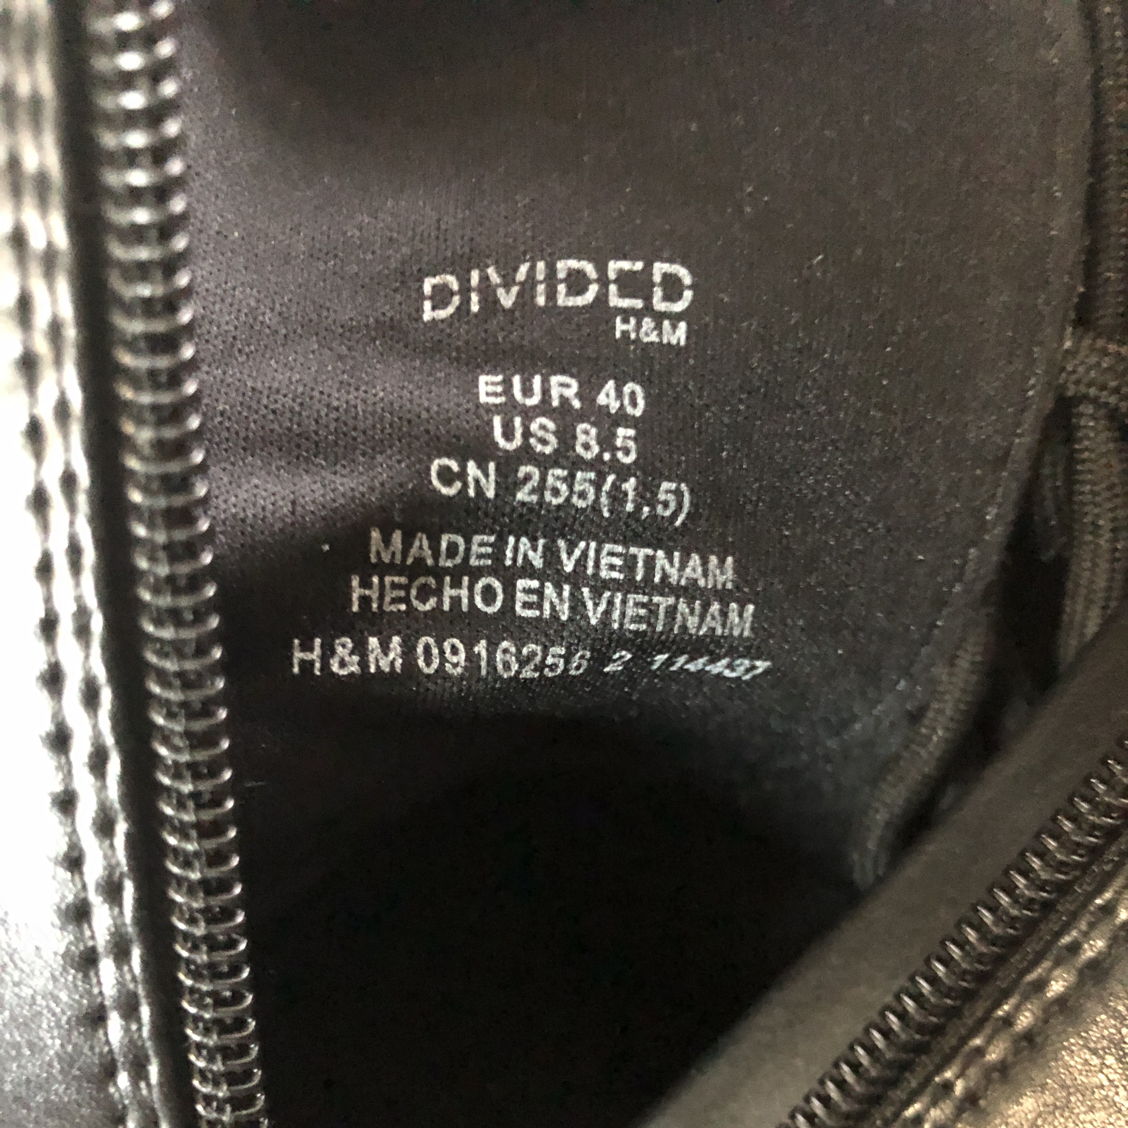 DIVIDED
H&M
EUR 40
US 8.5
CN 255(1,5)
MADE IN VIETNAM
HECHO EN VIETNAM
H&M 0916256 2 114437